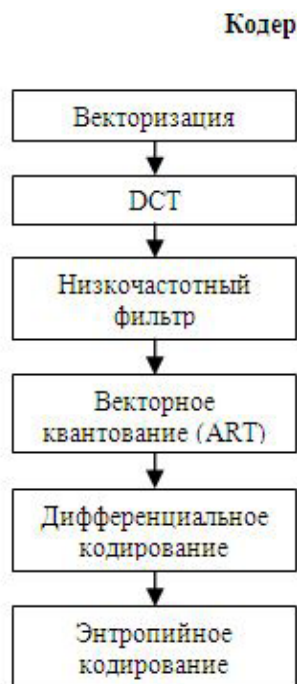 Кодер
Векторизация
DCT
Низкочастотный
фильтр
Векторное
квантование (ART)
Дифференциальное
кодирование
Энтропийное
кодирование